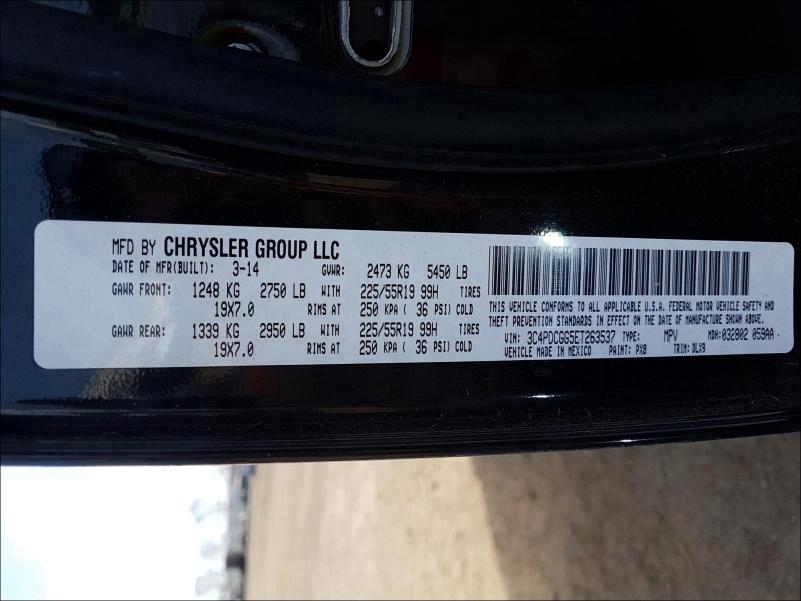 MFD BY CHRYSLER GROUP LLC
DATE OF MFR(BUILT): 3-14 GVWR: 2473 KG 5450 LB
GAWR FRONT: 1248 KG 2750 LB WITH 225/55R19 99H TIRES
19X7.0 RIMS AT 250 KPA ( 36 PSI) COLD
GAWR REAR: 1339 KG 2950 LB WITH 225/55R19 99H TIRES
19X7.0 RIMS AT 250 KPA ( 36 PSI) COLD
THIS VEHICLE CONFORMS TO ALL APPLICABLE U.S.A. FEDERAL MOTOR VEHICLE SAFETY AND
THEFT PREVENTION STANDARDS IN EFFECT ON THE DATE OF MANUFACTURE SHOWN ABOVE.
VIN: 3C4PDCGG5ET263537 TYPE: MPV MDH:032802 059AA
VEHICLE MADE IN MEXICO PAINT: PX8 TRIM: DLX9